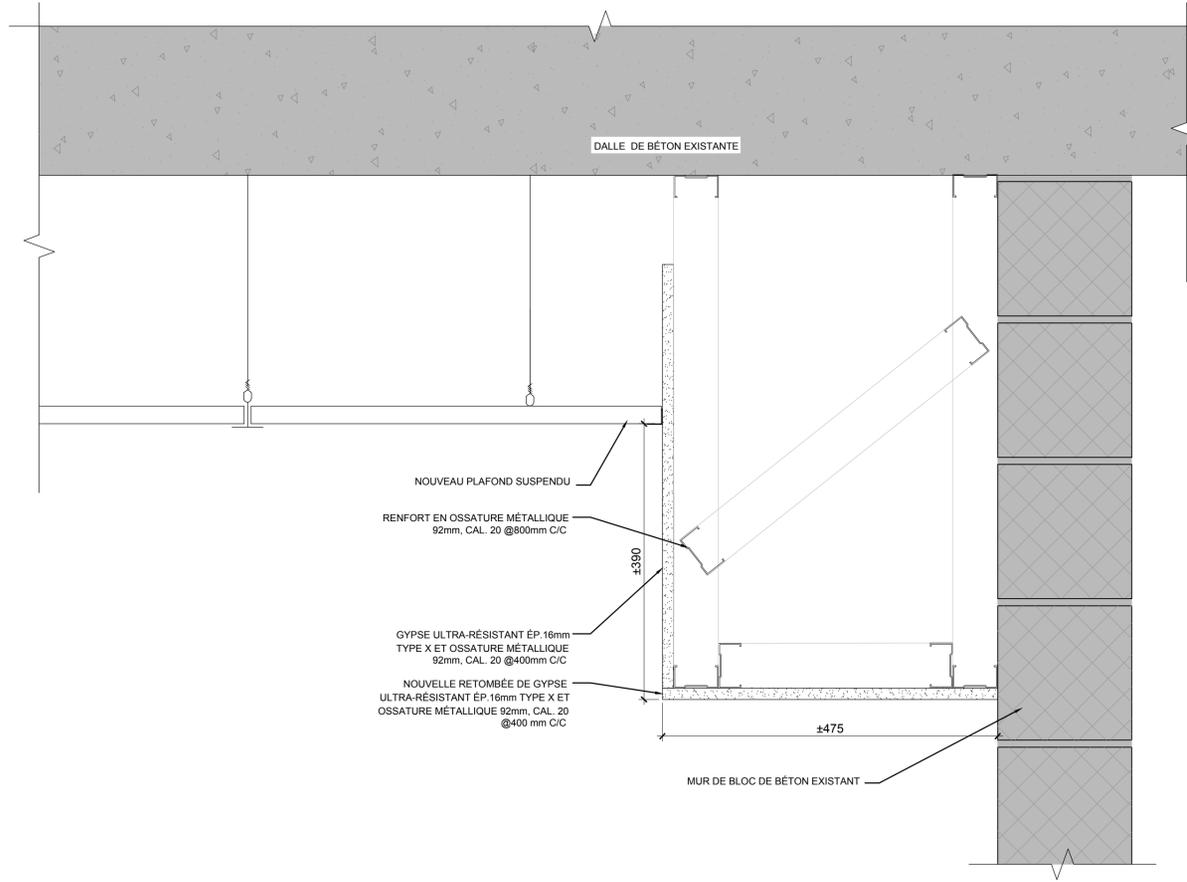 DALLE DE BÉTON EXISTANTE
NOUVEAU PLAFOND SUSPENDU
RENFORT EN OSSATURE MÉTALLIQUE
92mm, CAL. 20 @800mm C/C
±390
GYPSE ULTRA-RÉSISTANT ÉP.16mm
TYPE X ET OSSATURE MÉTALLIQUE
92mm, CAL. 20 @400mm C/C
NOUVELLE RETOMBÉE DE GYPSE
ULTRA-RÉSISTANT ÉP.16mm TYPE X ET
OSSATURE MÉTALLIQUE 92mm, CAL. 20
@400 mm C/C
±475
MUR DE BLOC DE BÉTON EXISTANT